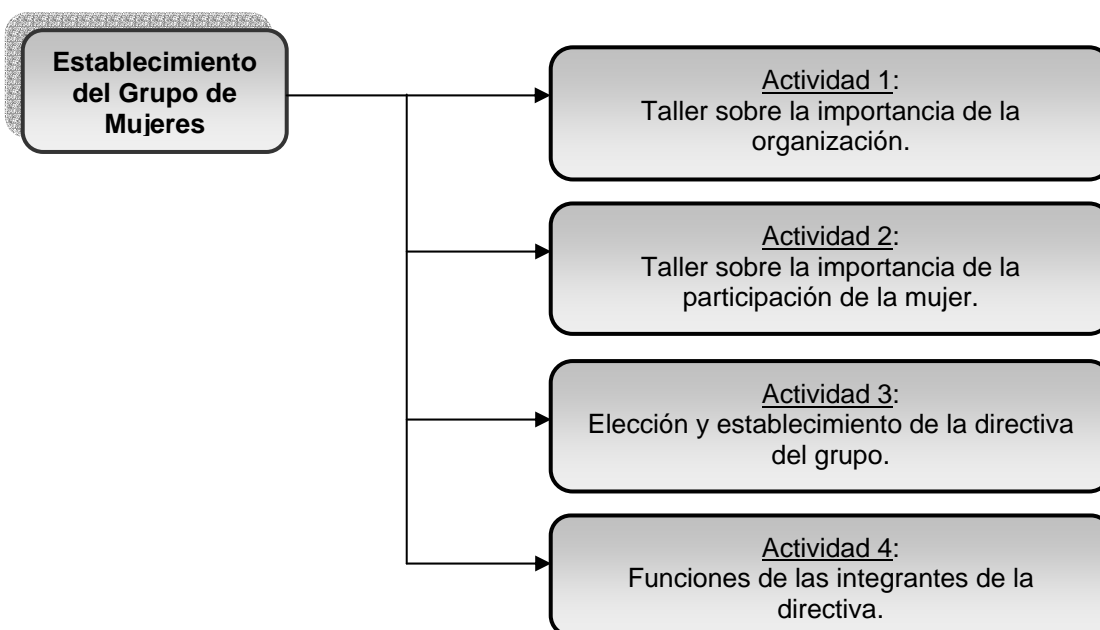 Establecimiento
del Grupo de
Mujeres
Actividad 1:
Taller sobre la importancia de la
organización.
Actividad 2:
Taller sobre la importancia de la
participación de la mujer.
Actividad 3:
Elección y establecimiento de la directiva
del grupo.
Actividad 4:
Funciones de las integrantes de la
directiva.